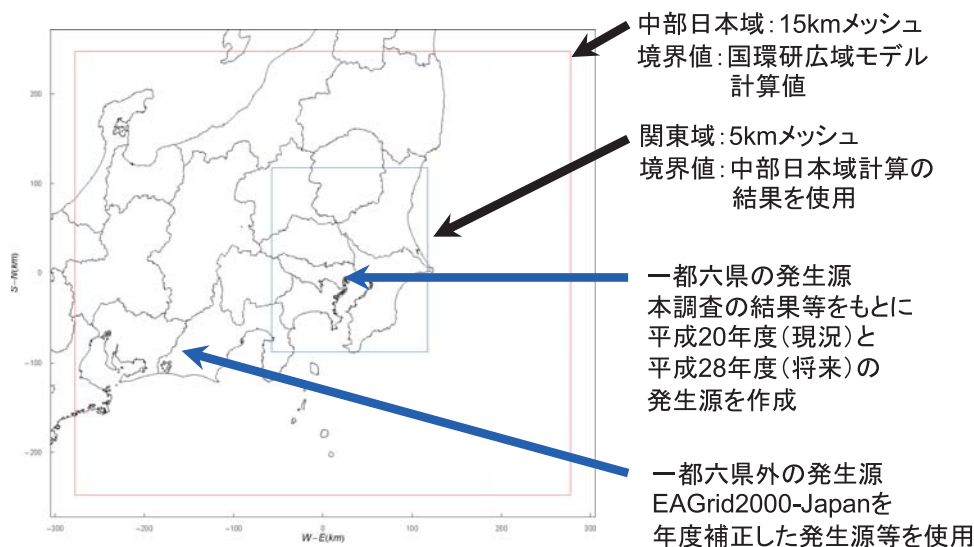 中部日本域：15kmメッシュ
境界値：国環研広域モデル
計算値
関東域：5kmメッシュ
境界値：中部日本域計算の
結果を使用
一都六県の発生源
本調査の結果等をもとに
平成20年度（現況）と
平成28年度（将来）の
発生源を作成
一都六県外の発生源
EAGrid2000-Japanを
年度補正した発生源等を使用
S-N(km)
200
100
0
-100
-200
-300
-200
-100
0
100
200
300
W-E(km)